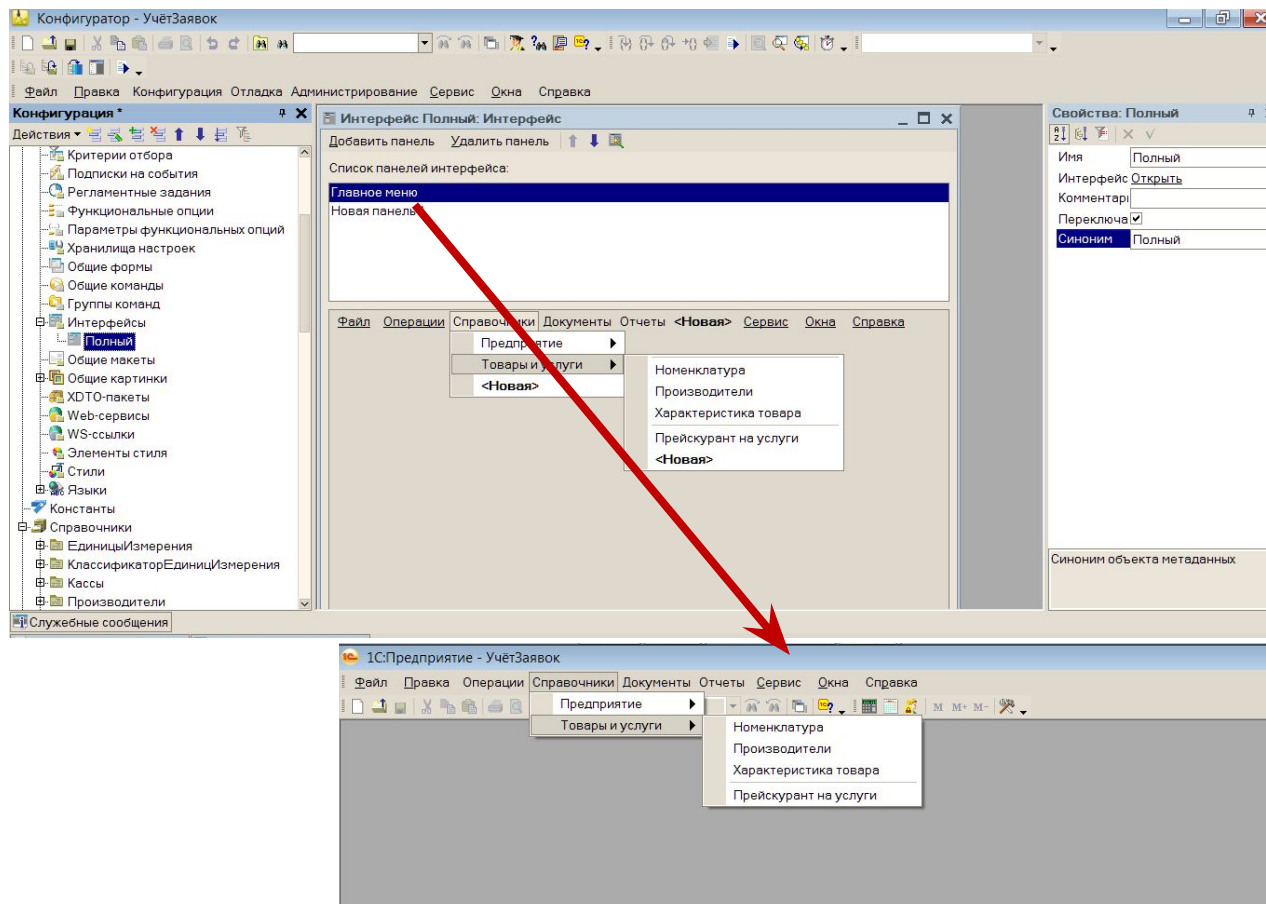 Конфигуратор - УчётЗаявок
Файл Правка Конфигурация Отладка Администрирование Сервис Окна Справка
Конфигурация *
Действия
Критерии отбора
Подписки на события
Регламентные задания
Функциональные опции
Параметры функциональных опций
Хранилища настроек
Общие формы
Общие команды
Группы команд
Интерфейсы
Полный
Общие макеты
Общие картинки
XDTO-пакеты
Web-сервисы
WS-ссылки
Элементы стиля
Стили
Языки
Константы
Справочники
ЕдиницыИзмерения
КлассификаторЕдиницИзмерения
Кассы
Производители
Служебные сообщения
Интерфейс Полный: Интерфейс
Добавить панель Удалить панель
Список панелей интерфейса:
Главное меню
Новая панель
Файл Операции Справочники Документы Отчеты <Новая> Сервис Окна Справка
Предприятие
Товары и услуги
<Новая>
Номенклатура
Производители
Характеристика товара
Прейскурант на услуги
<Новая>
Свойства: Полный
Имя Полный
Интерфейс Открыть
Комментарі
Переключа
Синоним Полный
Синоним объекта метаданных
1С:Предприятие - УчётЗаявок
Файл Правка Операции Справочники Документы Отчеты Сервис Окна Справка
M M+ M-
Предприятие
Товары и услуги
Номенклатура
Производители
Характеристика товара
Прейскурант на услуги